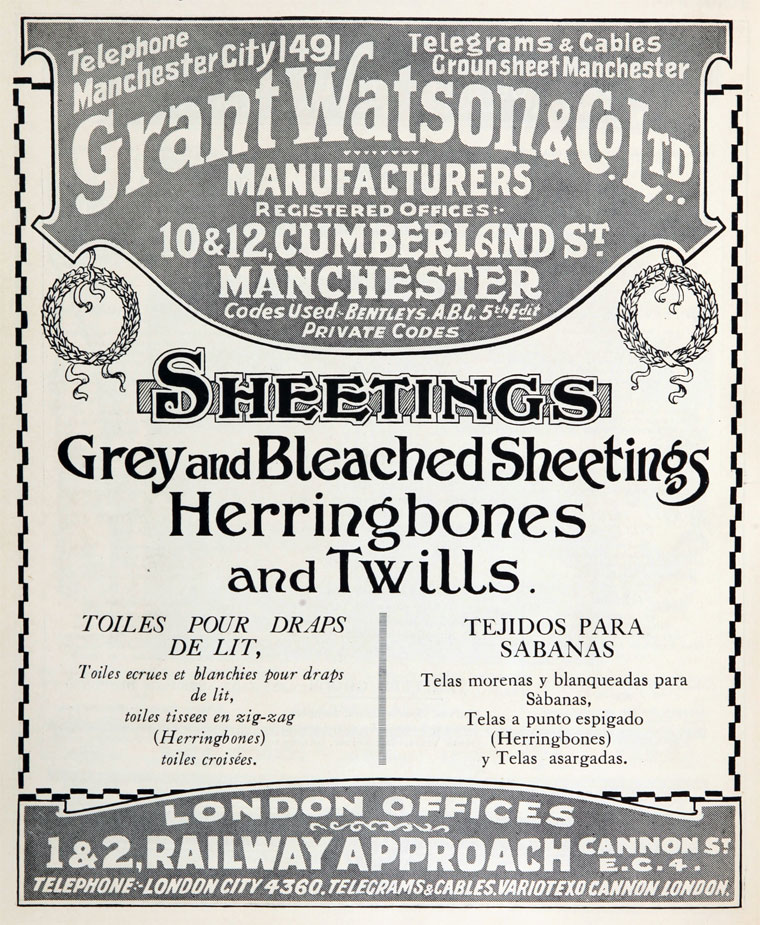 Telephone
Manchester City 1491
Telegrams & Cables
Grounsheet Manchester
Grant Watson & Co. LTD..
MANUFACTURERS
REGISTERED OFFICES:-
10 & 12, CUMBERLAND ST
MANCHESTER
Codes Used:- BENTLEYS. A.B.C. 5th Edit
PRIVATE CODES
SHEETINGS
Grey and Bleached Sheetings
Herringbones
and Twills.
TOILES POUR DRAPS
DE LIT,
Toiles ecrues et blanchies pour draps
de lit,
toiles tissees en zig-zag
(Herringbones)
toiles croisées.
TEJIDOS PARA
SABANAS
Telas morenas y blanqueadas para
Sàbanas,
Telas a punto espigado
(Herringbones)
y Telas asargadas.
LONDON OFFICES
1 & 2, RAILWAY APPROACH CANNON ST
E.C.4.
TELEPHONE:- LONDON CITY 4360. TELEGRAMS & CABLES. VARIOTEXO CANNON LONDON.